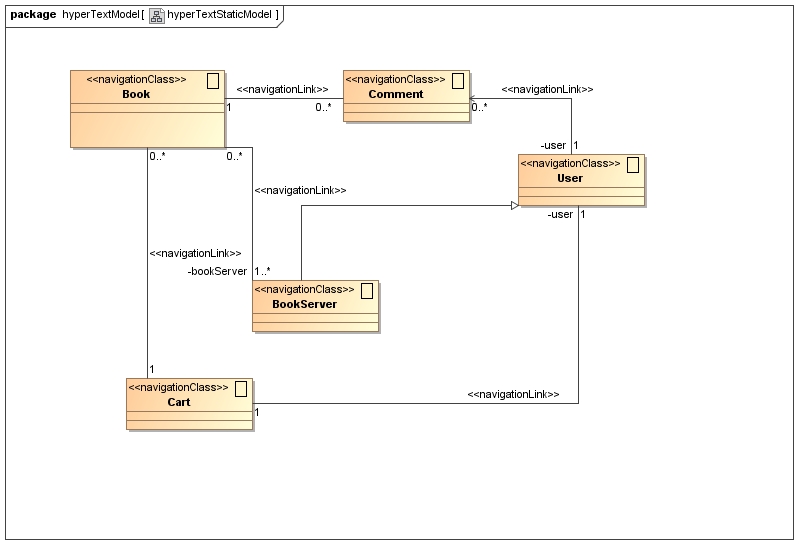 package hyperTextModel[ hyperTextStaticModel ]
<<navigationClass>>
Book
<<navigationLink>>
1
0..*
<<navigationClass>>
Comment
<<navigationLink>>
0..*
-user 1
<<navigationClass>>
User
-user 1
0..*
0..*
<<navigationLink>>
<<navigationLink>>
-bookServer 1..*
<<navigationClass>>
BookServer
1
<<navigationClass>>
Cart
1
<<navigationLink>>